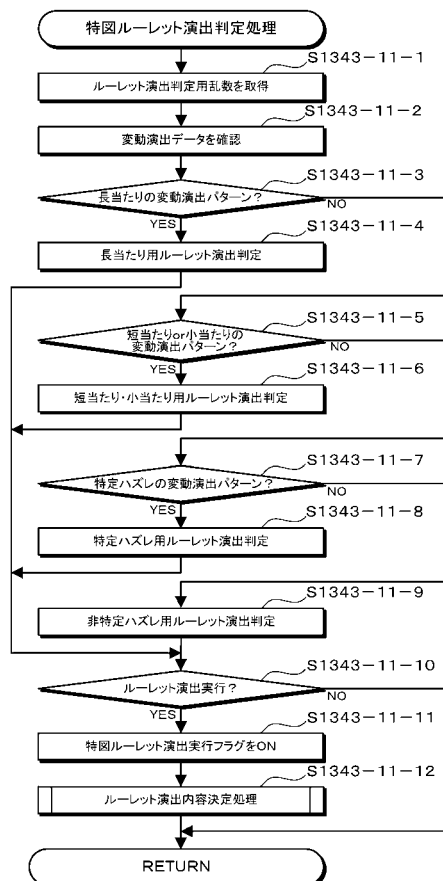 特図ルーレット演出判定処理
S1343-11-1
ルーレット演出判定用乱数を取得
S1343-11-2
変動演出データを確認
S1343-11-3
長当たりの変動演出パターン?
NO
YES
S1343-11-4
長当たり用ルーレット演出判定
S1343-11-5
短当たりor小当たりの
変動演出パターン?
NO
YES
S1343-11-6
短当たり・小当たり用ルーレット演出判定
S1343-11-7
特定ハズレの変動演出パターン?
NO
YES
S1343-11-8
特定ハズレ用ルーレット演出判定
S1343-11-9
非特定ハズレ用ルーレット演出判定
S1343-11-10
ルーレット演出実行?
NO
YES
S1343-11-11
特図ルーレット演出実行フラグをON
S1343-11-12
ルーレット演出内容決定処理
RETURN